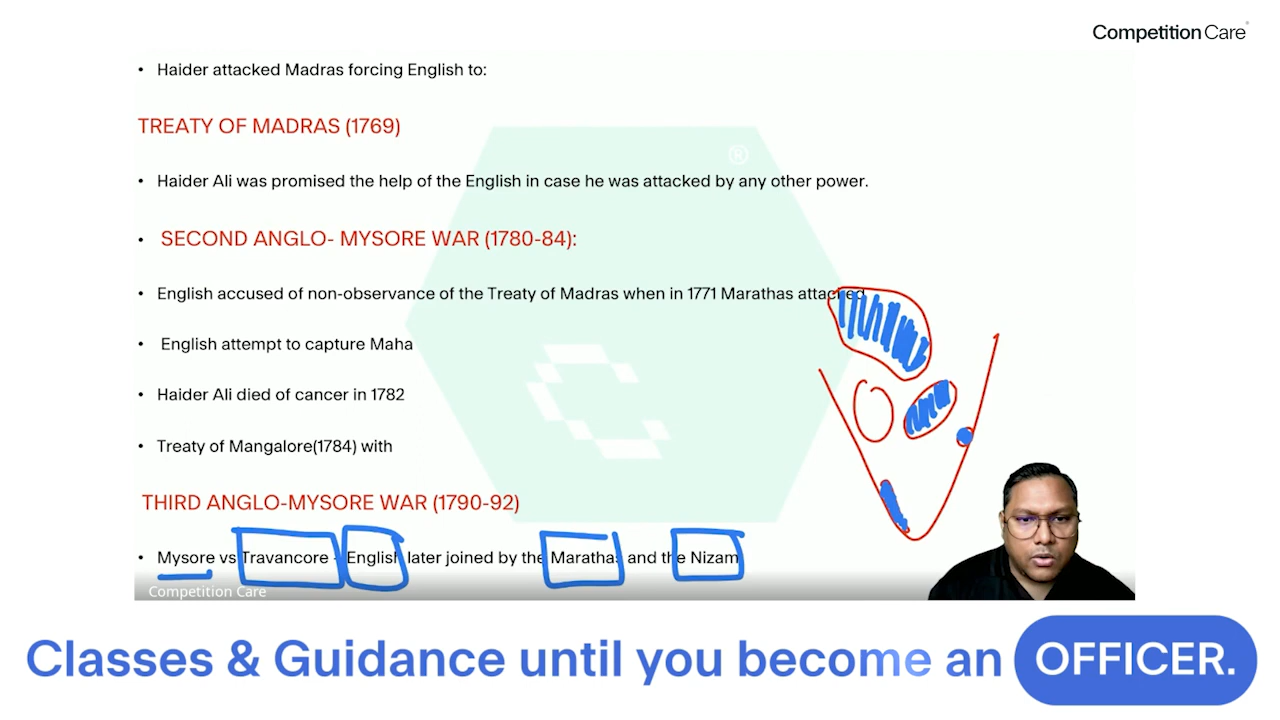 Competition Care
• Haider attacked Madras forcing English to:
TREATY OF MADRAS (1769)
• Haider Ali was promised the help of the English in case he was attacked by any other power.
• SECOND ANGLO- MYSORE WAR (1780-84):
• English accused of non-observance of the Treaty of Madras when in 1771 Marathas attacked
• English attempt to capture Maha
• Haider Ali died of cancer in 1782
• Treaty of Mangalore(1784) with
THIRD ANGLO-MYSORE WAR (1790-92)
• Mysore vs Travancore - English later joined by the Marathas and the Nizam
Competition Care
Classes & Guidance until you become an OFFICER.